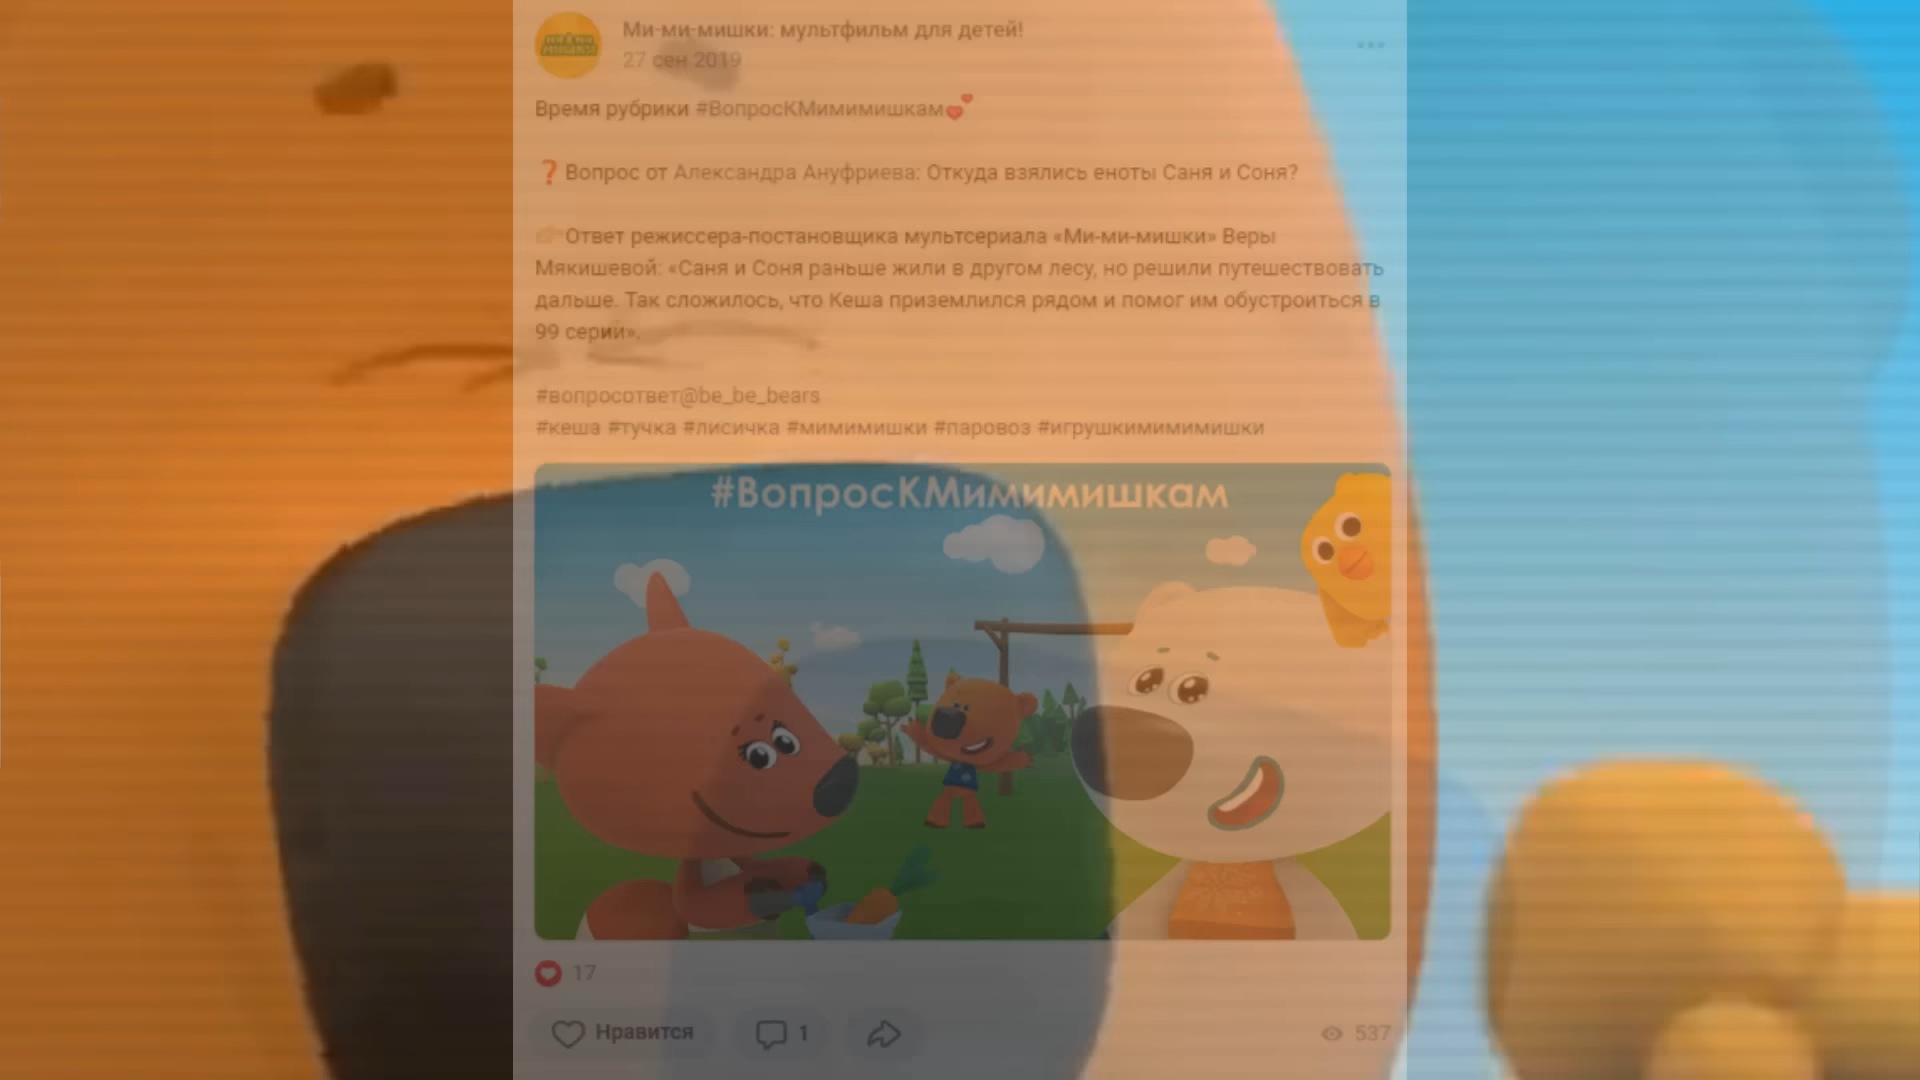 Ми-ми-мишки: мультфильм для детей!
27 сен 2019
Время рубрики #ВопросКМимимишкам💕
❓Вопрос от Александра Ануфриева: Откуда взялись еноты Саня и Соня?
👉Ответ режиссера-постановщика мультсериала «Ми-ми-мишки» Веры
Мякишевой: «Саня и Соня раньше жили в другом лесу, но решили путешествовать
дальше. Так сложилось, что Кеша приземлился рядом и помог им обустроиться в
99 серий».
#вопросответ@be_be_bears
#кеша #тучка #лисичка #мимимишки #паровоз #игрушкимимимишки
#ВопросКМимимишкам
17
Нравится
1
537